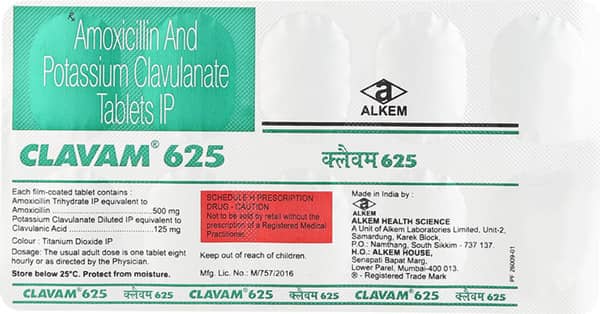 Rx Amoxicillin And
Potassium Clavulanate
Tablets IP
a
ALKEM
CLAVAM® 625
क्लैवम 625
Each film-coated tablet contains :
Amoxicillin Trihydrate IP equivalent to
Amoxicillin.................................500 mg
Potassium Clavulanate Diluted IP equivalent to
Clavulanic Acid............................125 mg
Colour : Titanium Dioxide IP.
Dosage: The usual adult dose is one tablet eight
hourly or as directed by the Physician.
Store below 25°C. Protect from moisture.
SCHEDULE H PRESCRIPTION
DRUG - CAUTION
Not to be sold by retail without the
prescription of a Registered Medical
Practitioner.
Keep out of reach of children.
Mfg. Lic. No.: M/757/2016
Made in India by :
a
ALKEM
ALKEM HEALTH SCIENCE
A Unit of Alkem Laboratories Limited, Unit-2,
Samardung, Karek Block,
P.O.: Namthang, South Sikkim - 737 137.
H.O.: ALKEM HOUSE,
Senapati Bapat Marg,
Lower Parel, Mumbai-400 013.
® - Registered Trade Mark
PF 26009-01
CLAVAM® 625 क्लैवम 625 CLAVAM® 625 क्लैवम 625 CLAVAM® 625 क्लैवम 625